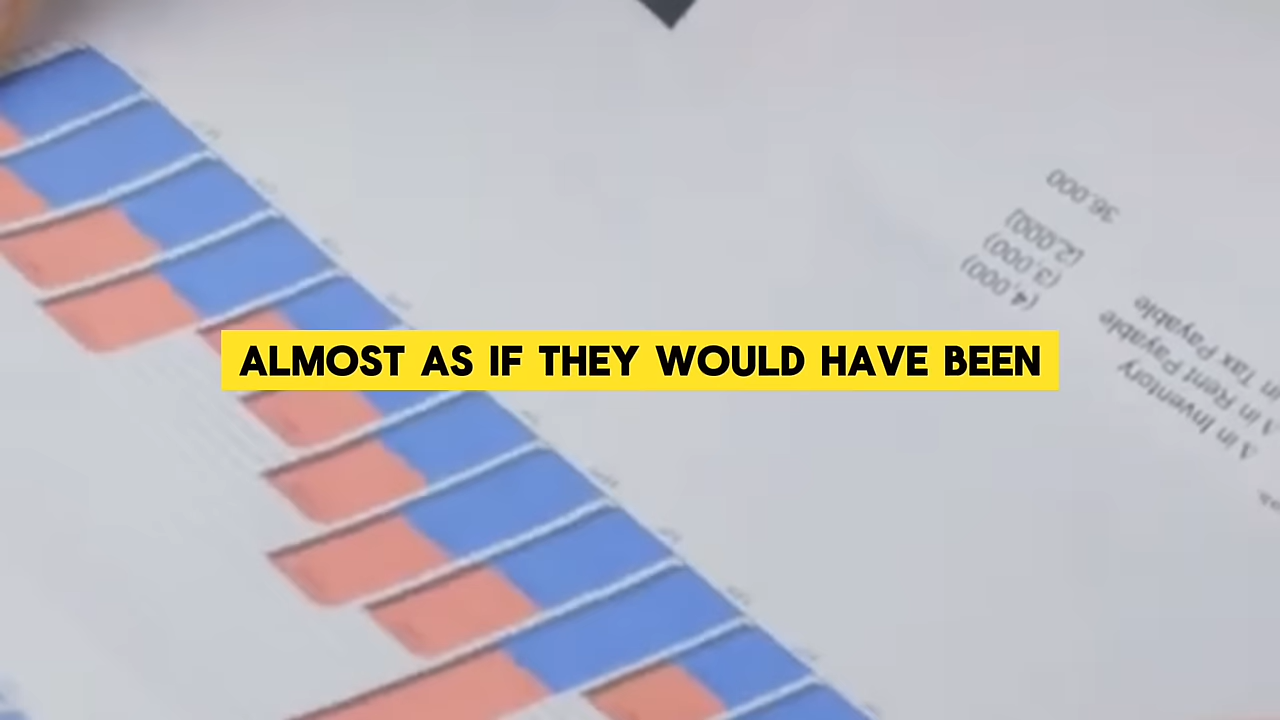 ALMOST AS IF THEY WOULD HAVE BEEN
36,000
(2,000)
(3,000)
(4,000)
in Tax Payable
Δ in Rent Payable
Δ in Inventory